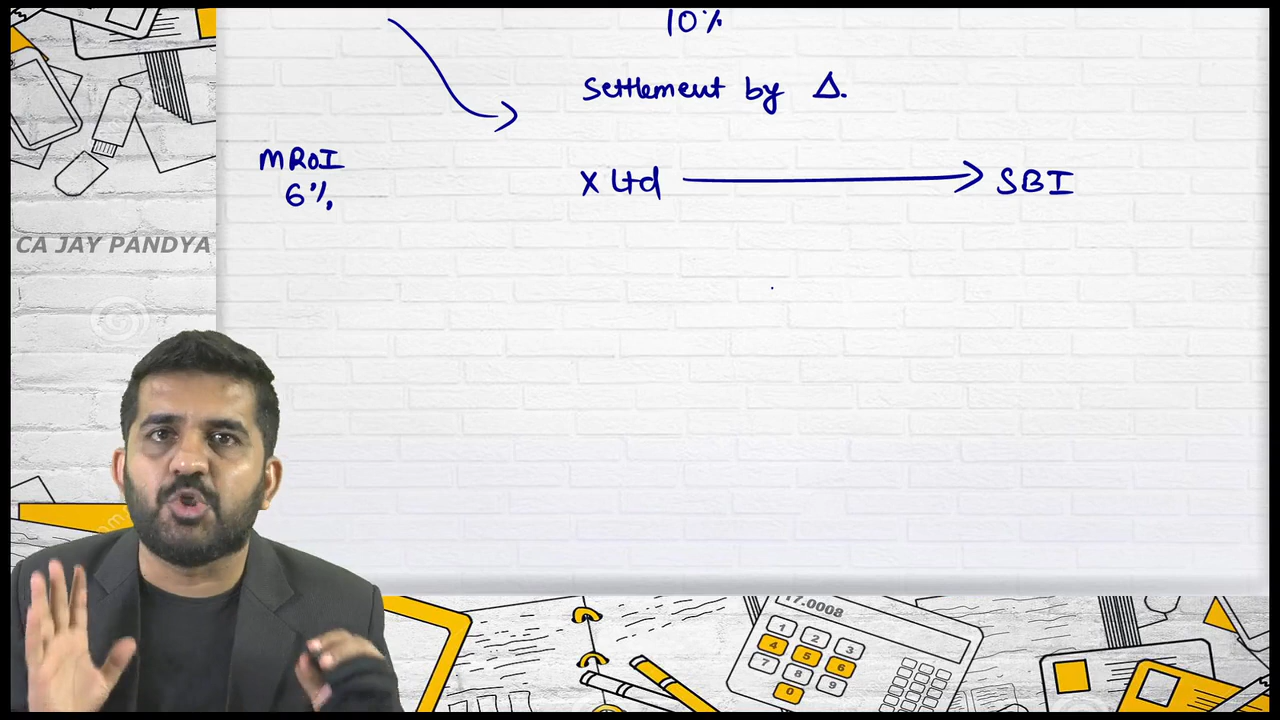 10%
Settlement by Δ.
MRoI
6%
X Ltd → SBI
CA JAY PANDYA
17.0008
1 2 3
4 5 6
7 8 9
0